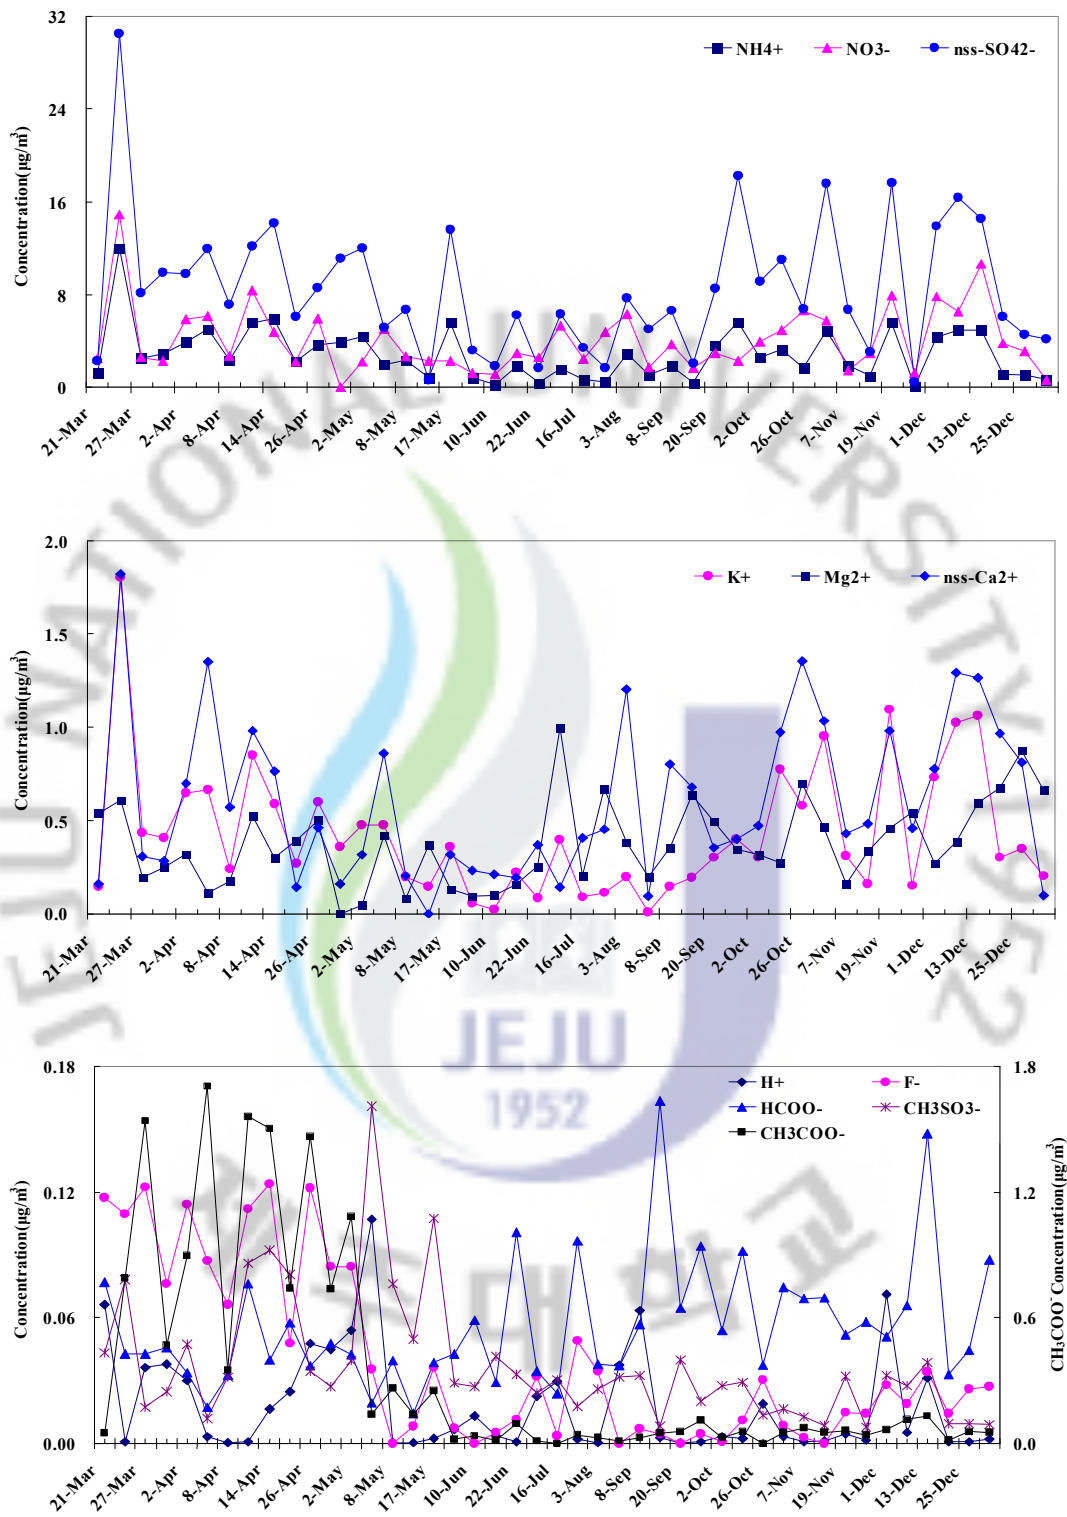 32
24
16
8
0
Concentration(μg/m³)
NH4+ NO3- nss-SO42-
21-Mar 27-Mar 2-Apr 8-Apr 14-Apr 26-Apr 2-May 8-May 17-May 10-Jun 22-Jun 16-Jul 3-Aug 8-Sep 20-Sep 2-Oct 26-Oct 7-Nov 19-Nov 1-Dec 13-Dec 25-Dec
2.0
1.5
1.0
0.5
0.0
Concentration(μg/m³)
K+ Mg2+ nss-Ca2+
21-Mar 27-Mar 2-Apr 8-Apr 14-Apr 26-Apr 2-May 8-May 17-May 10-Jun 22-Jun 16-Jul 3-Aug 8-Sep 20-Sep 2-Oct 26-Oct 7-Nov 19-Nov 1-Dec 13-Dec 25-Dec
0.18
0.12
0.06
0.00
Concentration(μg/m³)
H+ F-
HCOO- CH3SO3-
CH3COO-
1.8
1.2
0.6
0.0
CH₃COO⁻ Concentration(μg/m³)
21-Mar 27-Mar 2-Apr 8-Apr 14-Apr 26-Apr 2-May 8-May 17-May 10-Jun 22-Jun 16-Jul 3-Aug 8-Sep 20-Sep 2-Oct 26-Oct 7-Nov 19-Nov 1-Dec 13-Dec 25-Dec
JEJU NATIONAL UNIVERSITY 1952
JEJU
1952
제주대학교